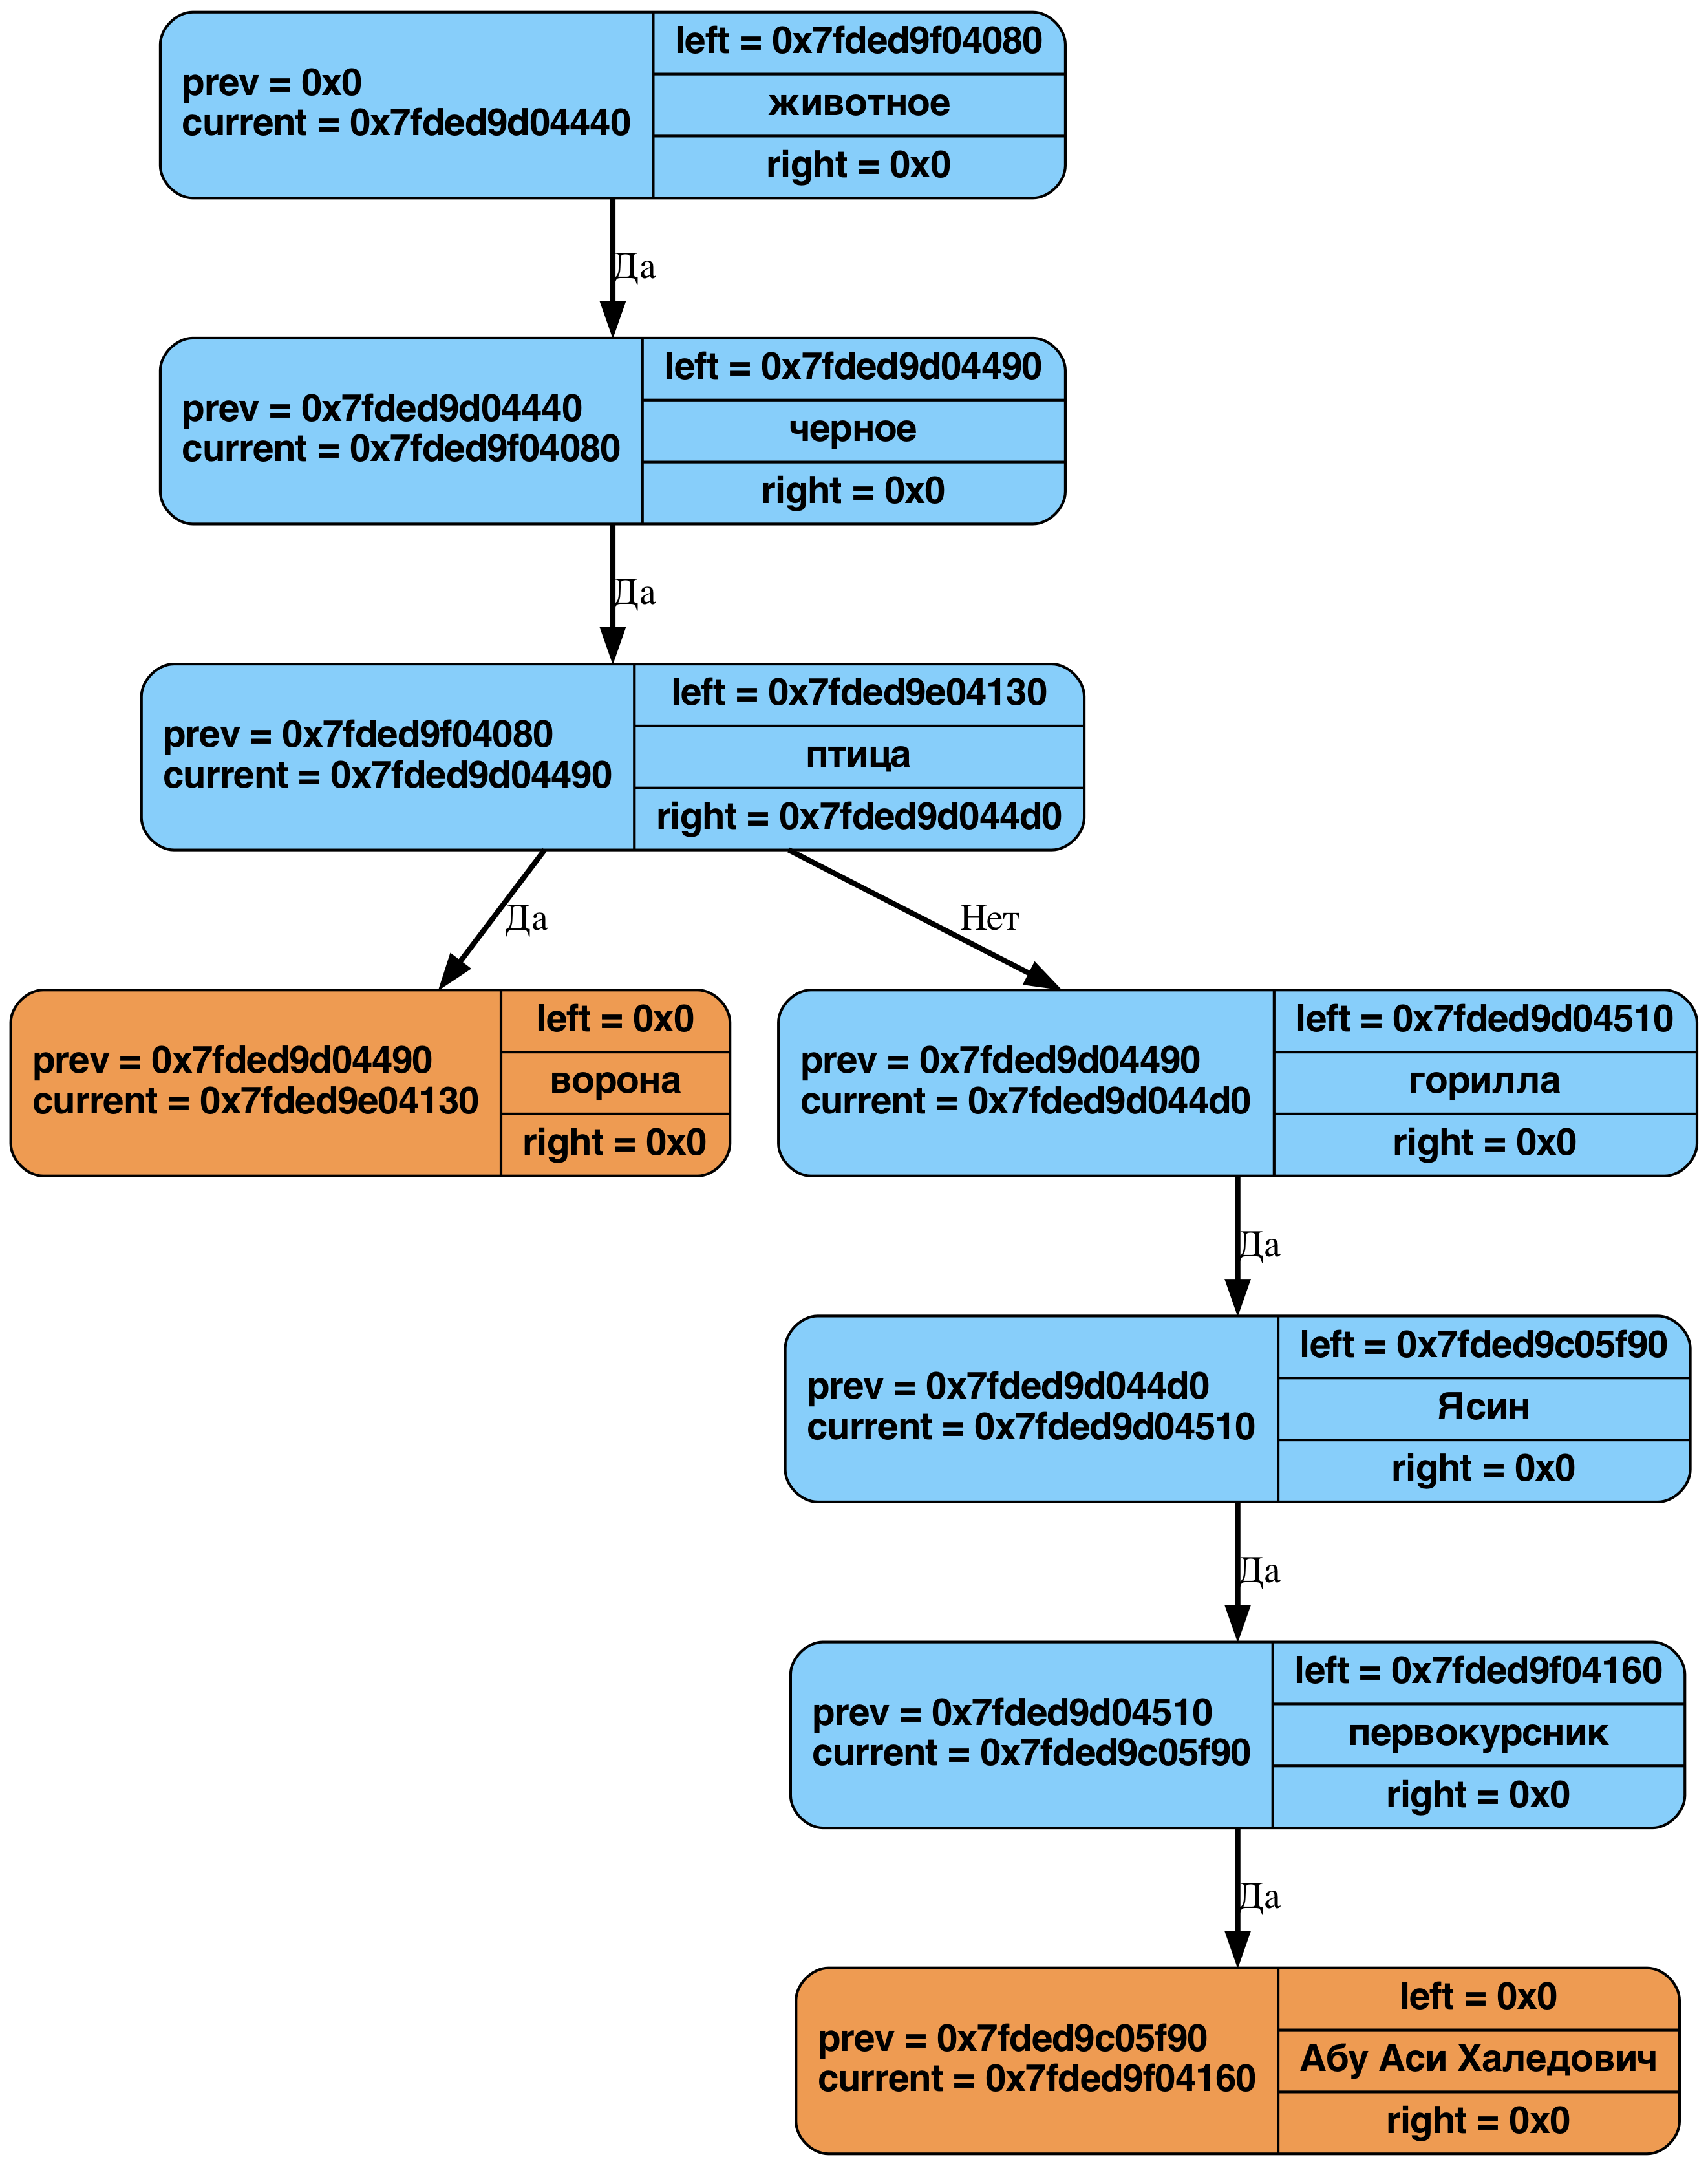 prev = 0x0
current = 0x7fded9d04440
left = 0x7fded9f04080
животное
right = 0x0
Да
prev = 0x7fded9d04440
current = 0x7fded9f04080
left = 0x7fded9d04490
черное
right = 0x0
Да
prev = 0x7fded9f04080
current = 0x7fded9d04490
left = 0x7fded9e04130
птица
right = 0x7fded9d044d0
Да
Нет
prev = 0x7fded9d04490
current = 0x7fded9e04130
left = 0x0
ворона
right = 0x0
prev = 0x7fded9d04490
current = 0x7fded9d044d0
left = 0x7fded9d04510
горилла
right = 0x0
Да
prev = 0x7fded9d044d0
current = 0x7fded9d04510
left = 0x7fded9c05f90
Ясин
right = 0x0
Да
prev = 0x7fded9d04510
current = 0x7fded9c05f90
left = 0x7fded9f04160
первокурсник
right = 0x0
Да
prev = 0x7fded9c05f90
current = 0x7fded9f04160
left = 0x0
Абу Аси Халедович
right = 0x0